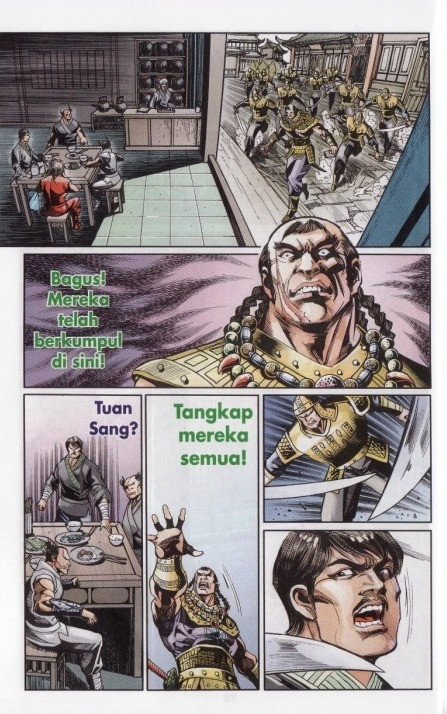 Bagus!
Mereka
telah
berkumpul
di sini!
Tuan
Sang?
Tangkap
mereka
semua!